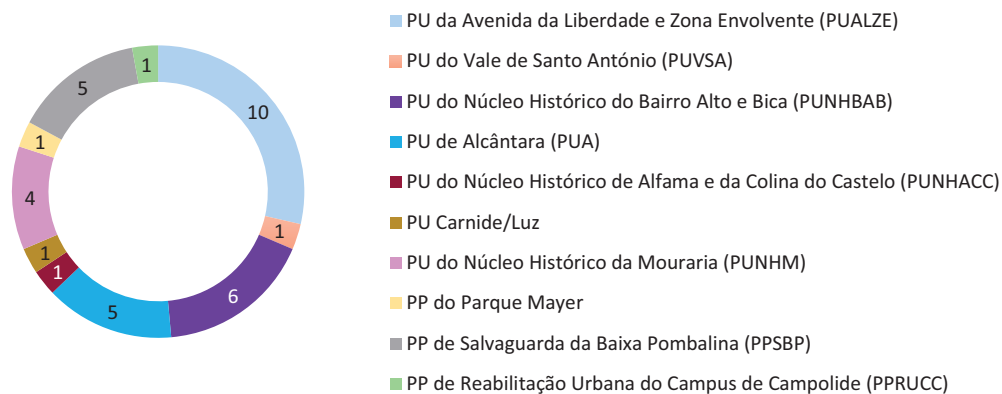 PU da Avenida da Liberdade e Zona Envolvente (PUALZE)
PU do Vale de Santo António (PUVSA)
PU do Núcleo Histórico do Bairro Alto e Bica (PUNHBAB)
PU de Alcântara (PUA)
PU do Núcleo Histórico de Alfama e da Colina do Castelo (PUNHACC)
PU Carnide/Luz
PU do Núcleo Histórico da Mouraria (PUNHM)
PP do Parque Mayer
PP de Salvaguarda da Baixa Pombalina (PPSBP)
PP de Reabilitação Urbana do Campus de Campolide (PPRUCC)
10
1
6
5
1
1
4
1
5
1